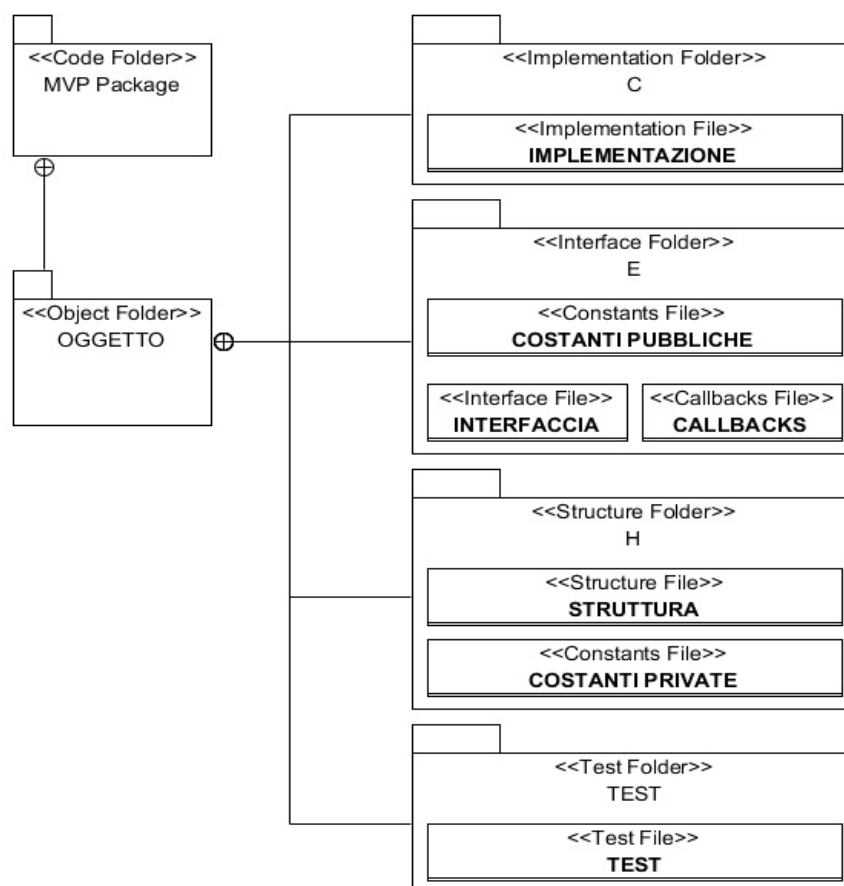 <<Code Folder>>
MVP Package
<<Object Folder>>
OGGETTO
<<Implementation Folder>>
C
<<Implementation File>>
IMPLEMENTAZIONE
<<Interface Folder>>
E
<<Constants File>>
COSTANTI PUBBLICHE
<<Interface File>>
INTERFACCIA
<<Callbacks File>>
CALLBACKS
<<Structure Folder>>
H
<<Structure File>>
STRUTTURA
<<Constants File>>
COSTANTI PRIVATE
<<Test Folder>>
TEST
<<Test File>>
TEST